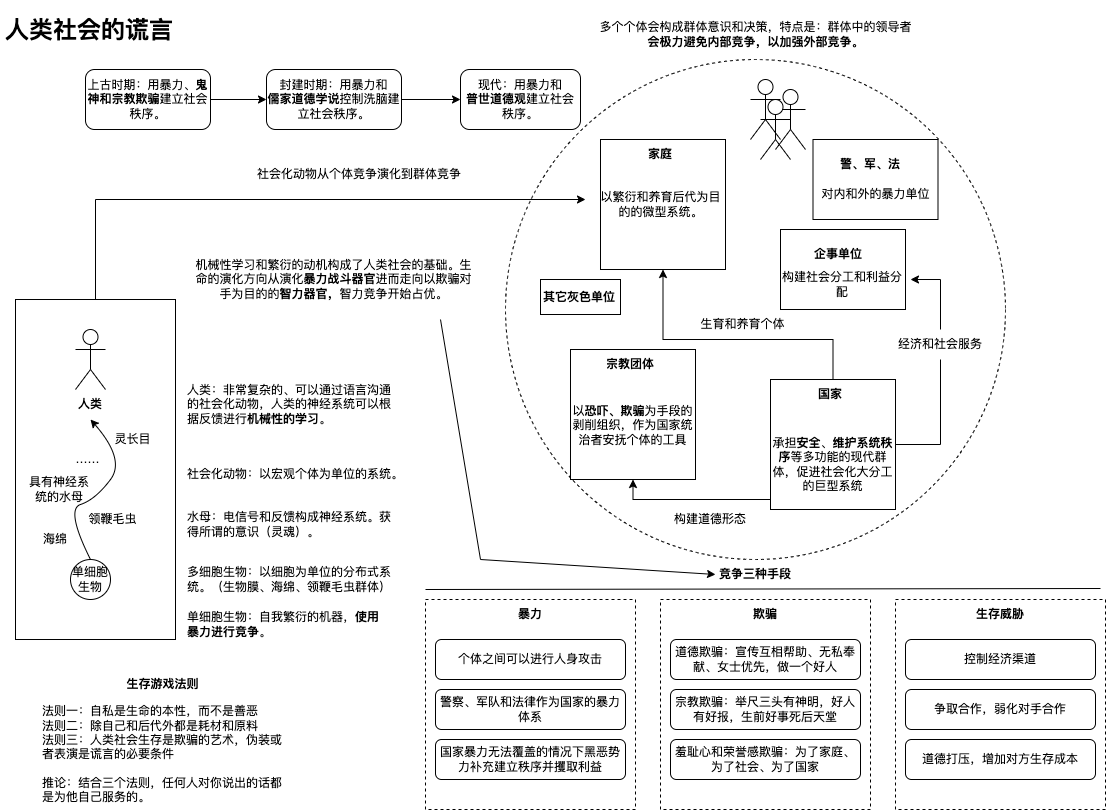 人类社会的谎言
多个个体会构成群体意识和决策，特点是：群体中的领导者
会极力避免内部竞争，以加强外部竞争。
上古时期：用暴力、鬼
神和宗教欺骗建立社会
秩序。
封建时期：用暴力和
儒家道德学说控制洗脑建
立社会秩序。
现代：用暴力和
普世道德观建立社会
秩序。
社会化动物从个体竞争演化到群体竞争
机械性学习和繁衍的动机构成了人类社会的基础。生
命的演化方向从演化暴力战斗器官进而走向以欺骗对
手为目的的智力器官，智力竞争开始占优。
家庭
以繁衍和养育后代为目
的的微型系统。
警、军、法
对内和外的暴力单位
企事单位
构建社会分工和利益分
配
其它灰色单位
生育和养育个体
经济和社会服务
宗教团体
以恐吓、欺骗为手段的
剥削组织，作为国家统
治者安抚个体的工具
国家
承担安全、维护系统秩
序等多功能的现代群
体，促进社会化大分工
的巨型系统
构建道德形态
人类
灵长目
……
具有神经系
统的水母
领鞭毛虫
海绵
单细胞
生物
人类：非常复杂的、可以通过语言沟通
的社会化动物，人类的神经系统可以根
据反馈进行机械性的学习。
社会化动物：以宏观个体为单位的系统。
水母：电信号和反馈构成神经系统。获
得所谓的意识（灵魂）。
多细胞生物：以细胞为单位的分布式系
统。（生物膜、海绵、领鞭毛虫群体）
单细胞生物：自我繁衍的机器，使用
暴力进行竞争。
生存游戏法则
法则一：自私是生命的本性，而不是善恶
法则二：除自己和后代外都是耗材和原料
法则三：人类社会生存是欺骗的艺术，伪装或
者表演是谎言的必要条件
推论：结合三个法则，任何人对你说出的话都
是为他自己服务的。
竞争三种手段
暴力
个体之间可以进行人身攻击
警察、军队和法律作为国家的暴力
体系
国家暴力无法覆盖的情况下黑恶势
力补充建立秩序并攫取利益
欺骗
道德欺骗：宣传互相帮助、无私奉
献、女士优先，做一个好人
宗教欺骗：举尺三头有神明，好人
有好报，生前好事死后天堂
羞耻心和荣誉感欺骗：为了家庭、
为了社会、为了国家
生存威胁
控制经济渠道
争取合作，弱化对手合作
道德打压，增加对方生存成本